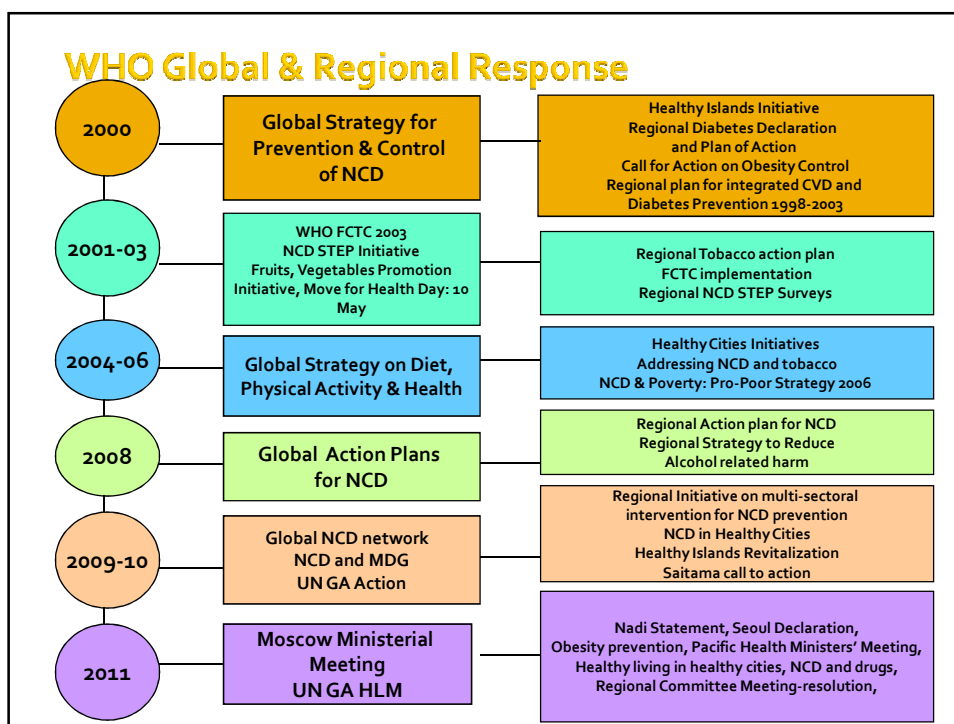 WHO Global & Regional Response
2000
Global Strategy for
Prevention & Control
of NCD
Healthy Islands Initiative
Regional Diabetes Declaration
and Plan of Action
Call for Action on Obesity Control
Regional plan for integrated CVD and
Diabetes Prevention 1998-2003
2001-03
WHO FCTC 2003
NCD STEP Initiative
Fruits, Vegetables Promotion
Initiative, Move for Health Day: 10
May
Regional Tobacco action plan
FCTC implementation
Regional NCD STEP Surveys
2004-06
Global Strategy on Diet,
Physical Activity & Health
Healthy Cities Initiatives
Addressing NCD and tobacco
NCD & Poverty: Pro-Poor Strategy 2006
2008
Global Action Plans
for NCD
Regional Action plan for NCD
Regional Strategy to Reduce
Alcohol related harm
2009-10
Global NCD network
NCD and MDG
UN GA Action
Regional Initiative on multi-sectoral
intervention for NCD prevention
NCD in Healthy Cities
Healthy Islands Revitalization
Saitama call to action
2011
Moscow Ministerial
Meeting
UN GA HLM
Nadi Statement, Seoul Declaration,
Obesity prevention, Pacific Health Ministers' Meeting,
Healthy living in healthy cities, NCD and drugs,
Regional Committee Meeting-resolution,